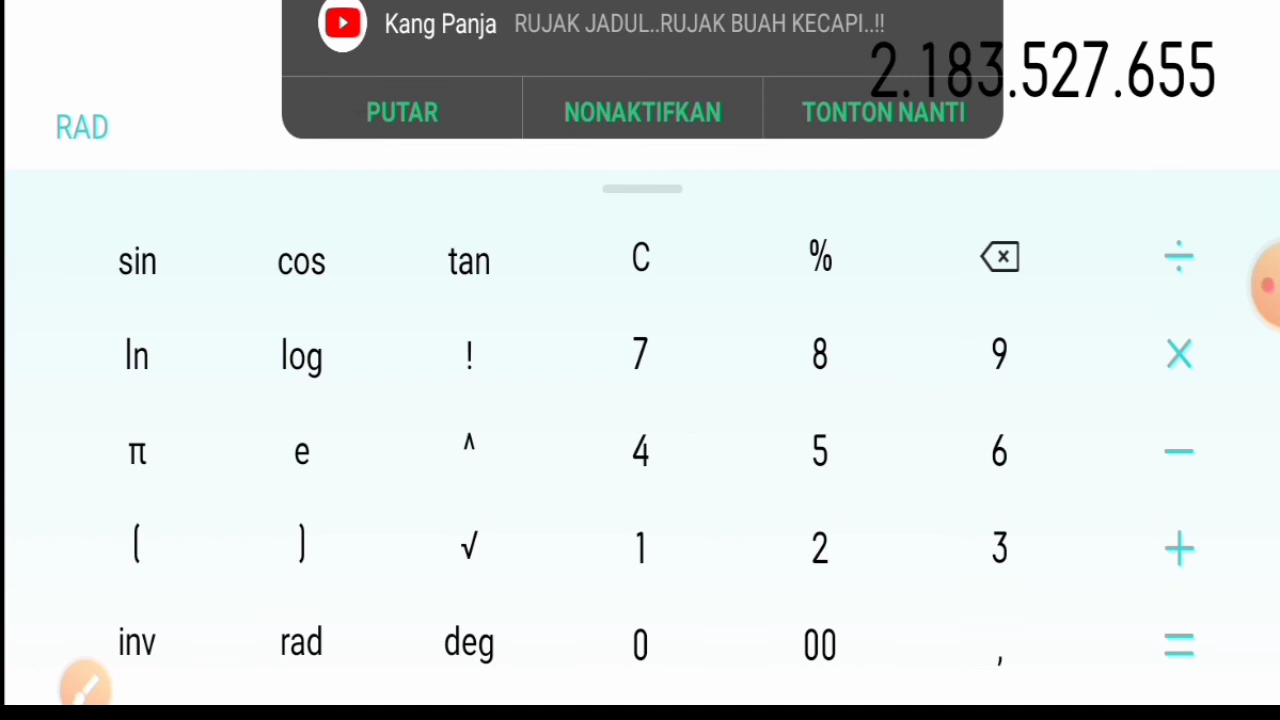 Kang Panja RUJAK JADUL..RUJAK BUAH KECAPI..!!
2.183.527.655
PUTAR NONAKTIFKAN TONTON NANTI
RAD
sin cos tan C % ÷
ln log ! 7 8 9 ×
π e ^ 4 5 6 −
( ) √ 1 2 3 +
inv rad deg 0 00 , =